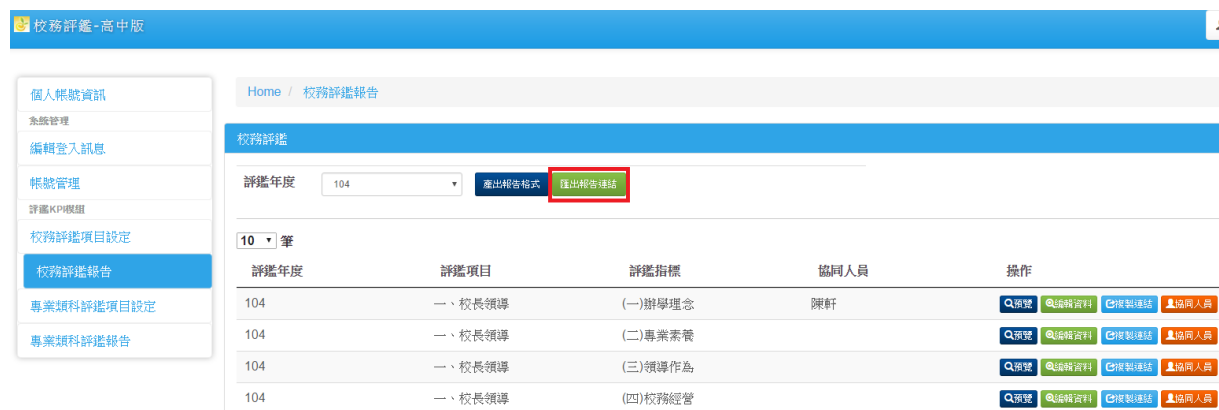 校務評鑑-高中版
個人帳號資訊
系統管理
編輯登入訊息
帳號管理
評鑑KPI模組
校務評鑑項目設定
校務評鑑報告
專業類科評鑑項目設定
專業類科評鑑報告
Home / 校務評鑑報告
校務評鑑
評鑑年度 104 產出報告格式 匯出報告連結
10 筆
評鑑年度 評鑑項目 評鑑指標 協同人員 操作
104 一、校長領導 (一)辦學理念 陳軒 預覽 編輯資料 複製連結 協同人員
104 一、校長領導 (二)專業素養 預覽 編輯資料 複製連結 協同人員
104 一、校長領導 (三)領導作為 預覽 編輯資料 複製連結 協同人員
104 一、校長領導 (四)校務經營 預覽 編輯資料 複製連結 協同人員